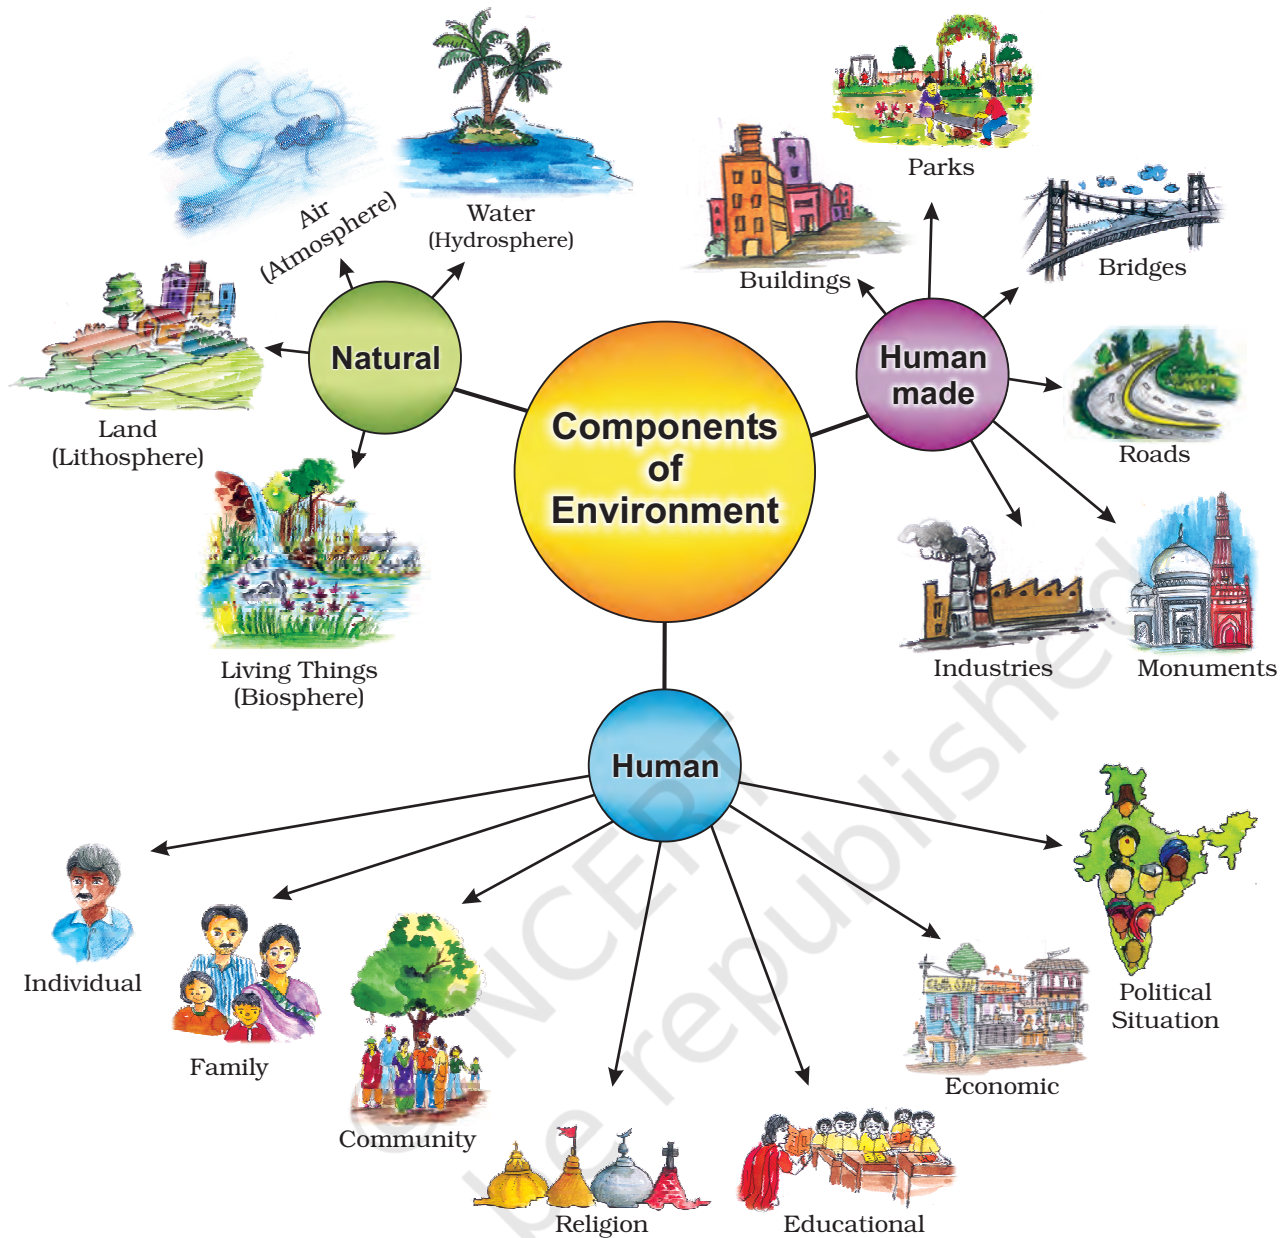 Air
(Atmosphere)
Water
(Hydrosphere)
Parks
Buildings
Bridges
Natural
Human
made
Land
(Lithosphere)
Components
of
Environment
Roads
Living Things
(Biosphere)
Industries
Monuments
Human
Individual
Family
Community
Religion
Educational
Economic
Political
Situation
© NCERT
be republished